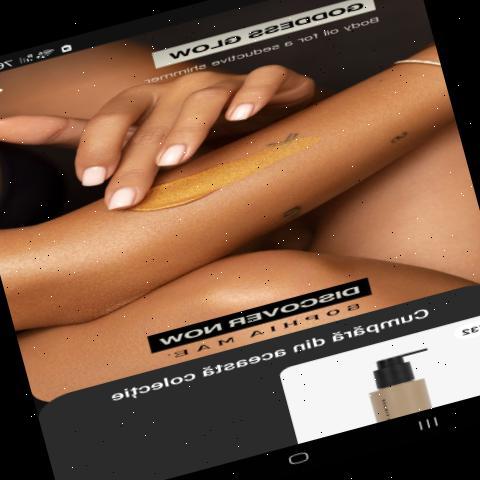 GODDESS GLOW
Body oil for a seductive shimmer
DISCOVER NOW
SOPHIA MAE
Cumpără din această colecție